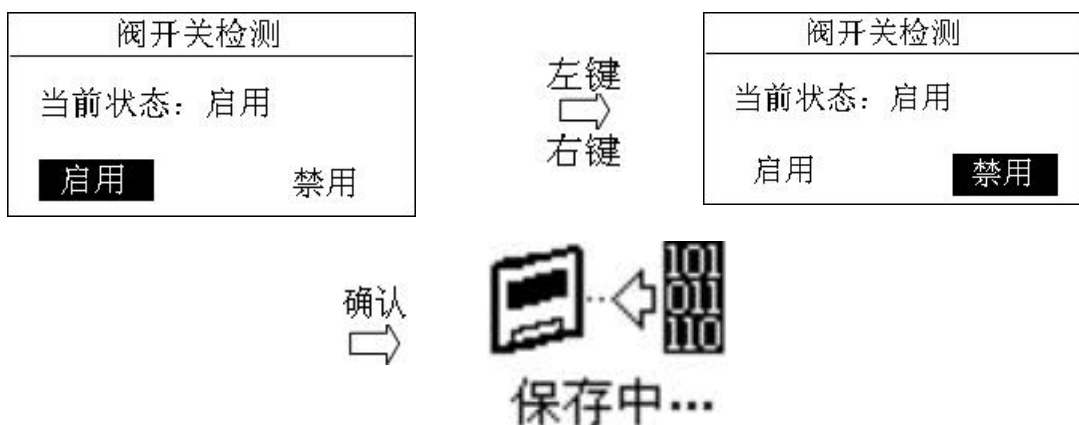 阀开关检测
当前状态：启用
启用 禁用
左键
右键
阀开关检测
当前状态：启用
启用 禁用
确认
101
011
110
保存中…